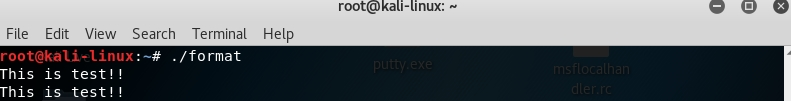 root@kali-linux: ~
File Edit View Search Terminal Help
root@kali-linux:~# ./format
This is test!!
This is test!!
putty.exe
msflocalhan
dler.rc